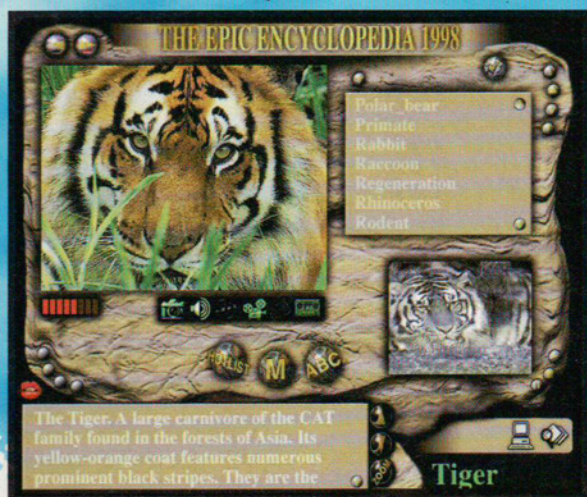 THE EPIC ENCYCLOPEDIA 1998
Polar_bear
Primate
Rabbit
Raccoon
Regeneration
Rhinoceros
Rodent
HOTLIST
M
ABC
The Tiger. A large carnivore of the CAT
family found in the forests of Asia. Its
yellow-orange coat features numerous
prominent black stripes. They are the
ZOOM
Tiger